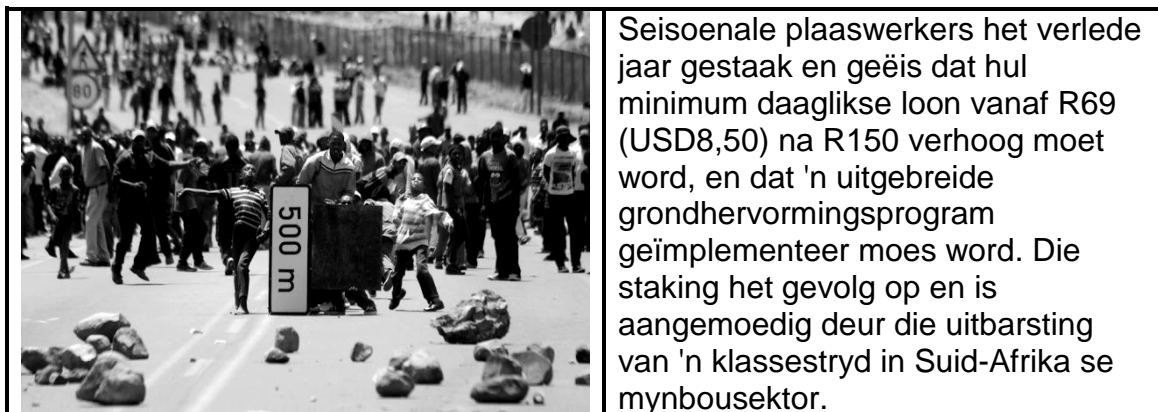 80
500 m
Seisoenale plaaswerkers het verlede
jaar gestaak en geëis dat hul
minimum daaglikse loon vanaf R69
(USD8,50) na R150 verhoog moet
word, en dat 'n uitgebreide
grondhervormingsprogram
geïmplementeer moes word. Die
staking het gevolg op en is
aangemoedig deur die uitbarsting
van 'n klassestryd in Suid-Afrika se
mynbousektor.